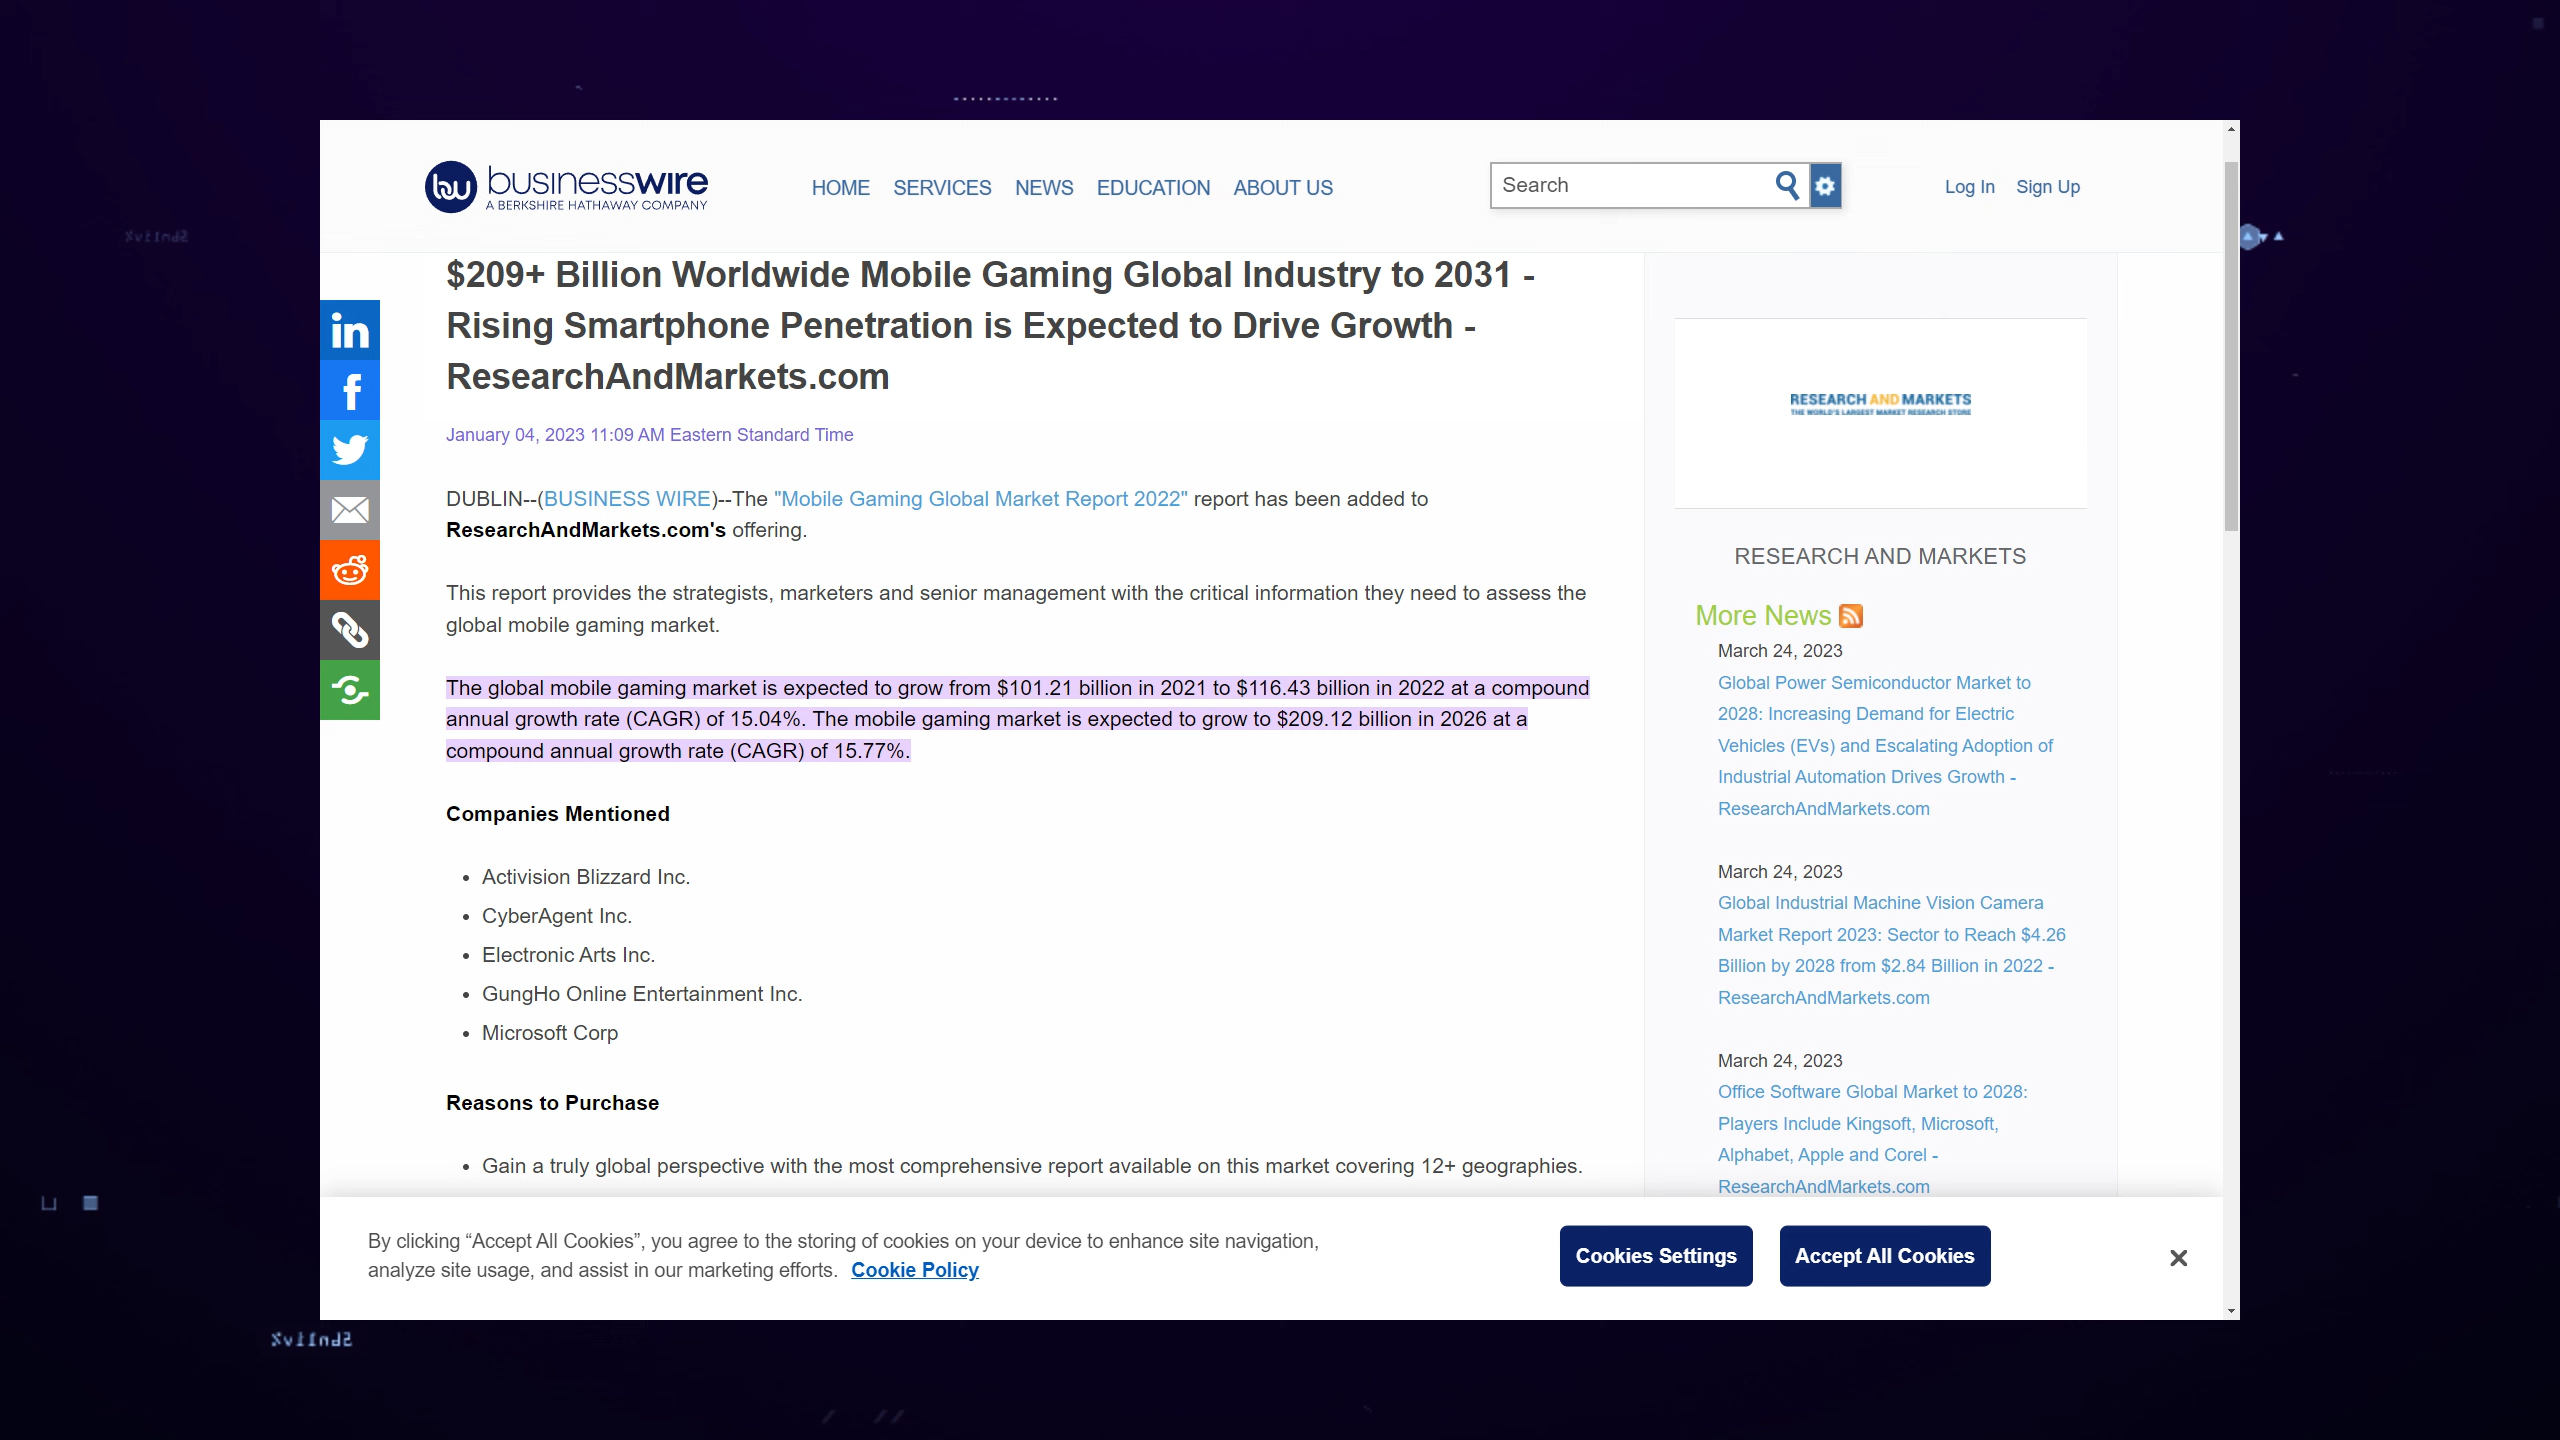 businesswire
A BERKSHIRE HATHAWAY COMPANY
HOME SERVICES NEWS EDUCATION ABOUT US
Search
Log In Sign Up
$209+ Billion Worldwide Mobile Gaming Global Industry to 2031 -
Rising Smartphone Penetration is Expected to Drive Growth -
ResearchAndMarkets.com
January 04, 2023 11:09 AM Eastern Standard Time
DUBLIN--(BUSINESS WIRE)--The "Mobile Gaming Global Market Report 2022" report has been added to
ResearchAndMarkets.com's offering.
This report provides the strategists, marketers and senior management with the critical information they need to assess the
global mobile gaming market.
The global mobile gaming market is expected to grow from $101.21 billion in 2021 to $116.43 billion in 2022 at a compound
annual growth rate (CAGR) of 15.04%. The mobile gaming market is expected to grow to $209.12 billion in 2026 at a
compound annual growth rate (CAGR) of 15.77%.
Companies Mentioned
• Activision Blizzard Inc.
• CyberAgent Inc.
• Electronic Arts Inc.
• GungHo Online Entertainment Inc.
• Microsoft Corp
Reasons to Purchase
• Gain a truly global perspective with the most comprehensive report available on this market covering 12+ geographies.
RESEARCH AND MARKETS
THE WORLD'S LARGEST MARKET RESEARCH STORE
RESEARCH AND MARKETS
More News
March 24, 2023
Global Power Semiconductor Market to
2028: Increasing Demand for Electric
Vehicles (EVs) and Escalating Adoption of
Industrial Automation Drives Growth -
ResearchAndMarkets.com
March 24, 2023
Global Industrial Machine Vision Camera
Market Report 2023: Sector to Reach $4.26
Billion by 2028 from $2.84 Billion in 2022 -
ResearchAndMarkets.com
March 24, 2023
Office Software Global Market to 2028:
Players Include Kingsoft, Microsoft,
Alphabet, Apple and Corel -
ResearchAndMarkets.com
By clicking “Accept All Cookies”, you agree to the storing of cookies on your device to enhance site navigation,
analyze site usage, and assist in our marketing efforts. Cookie Policy
Cookies Settings
Accept All Cookies